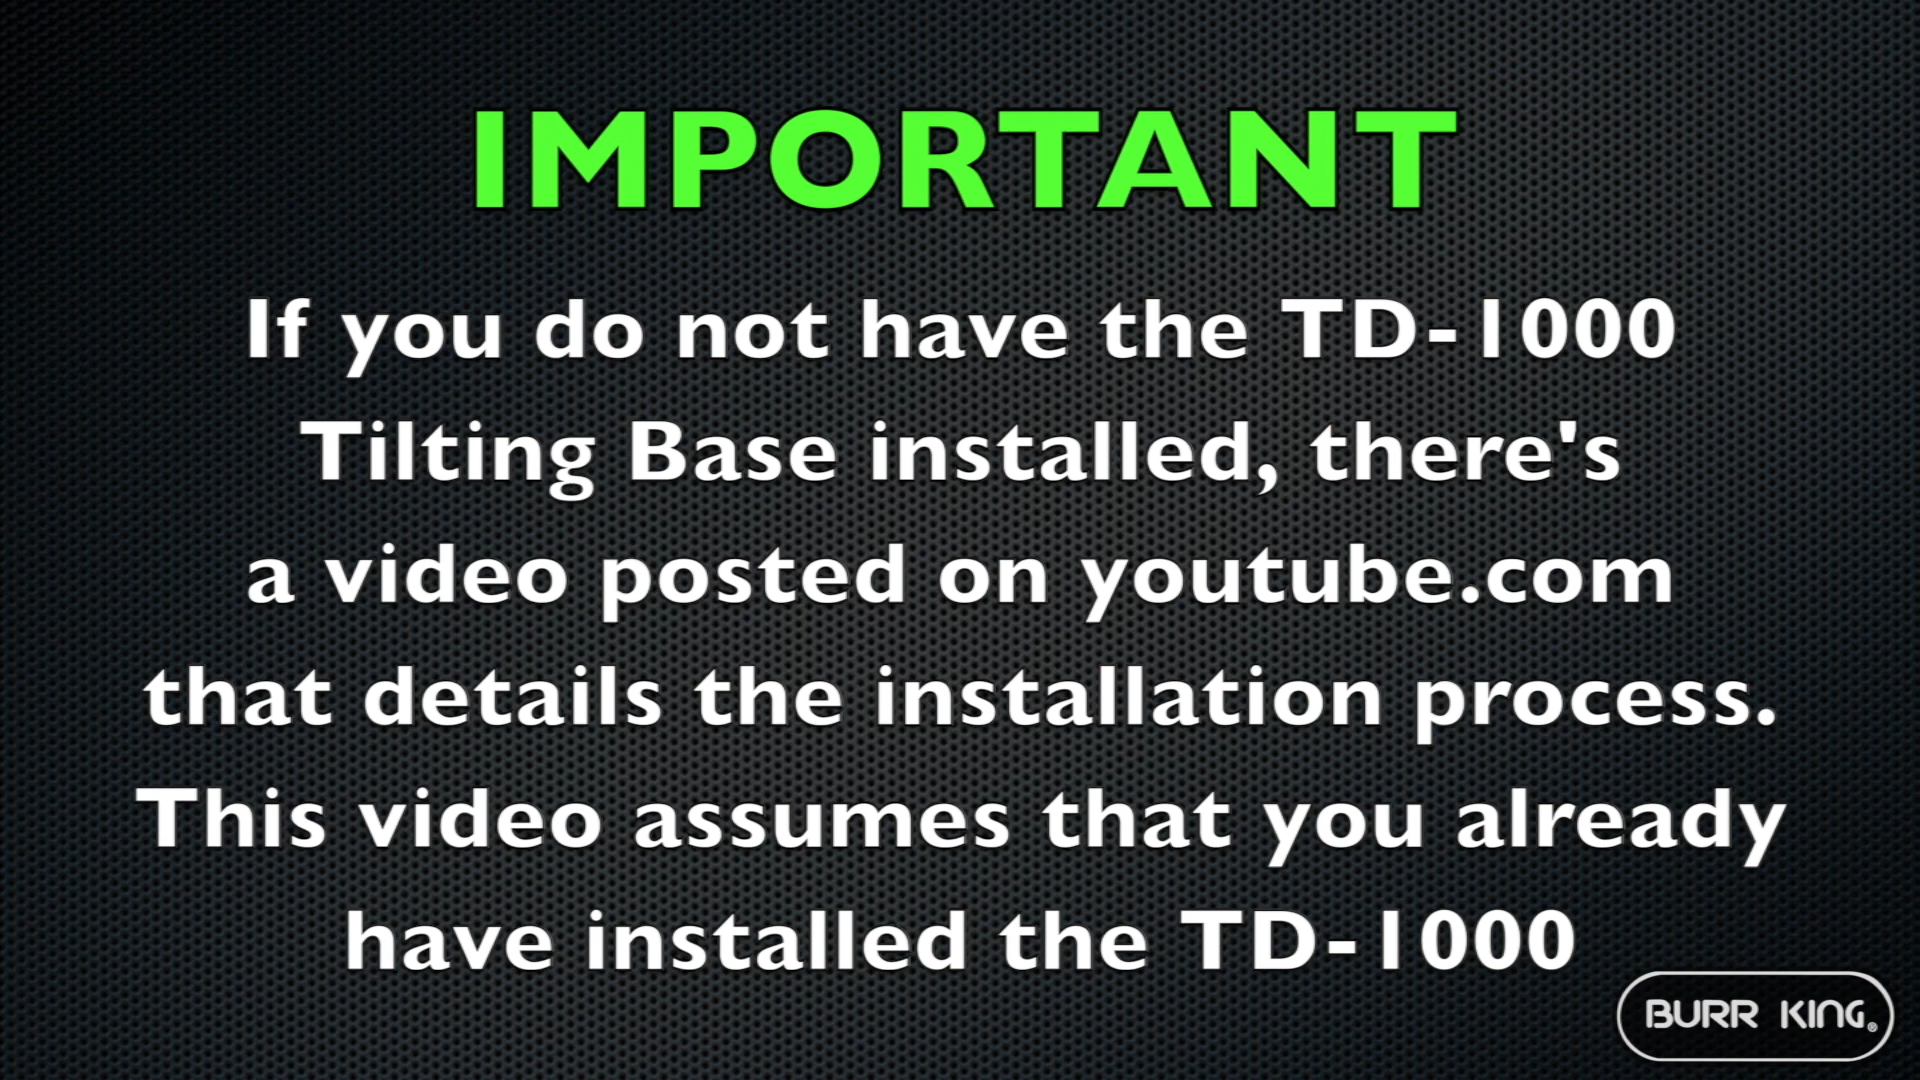 IMPORTANT
If you do not have the TD-1000
Tilting Base installed, there's
a video posted on youtube.com
that details the installation process.
This video assumes that you already
have installed the TD-1000
BURR KING®